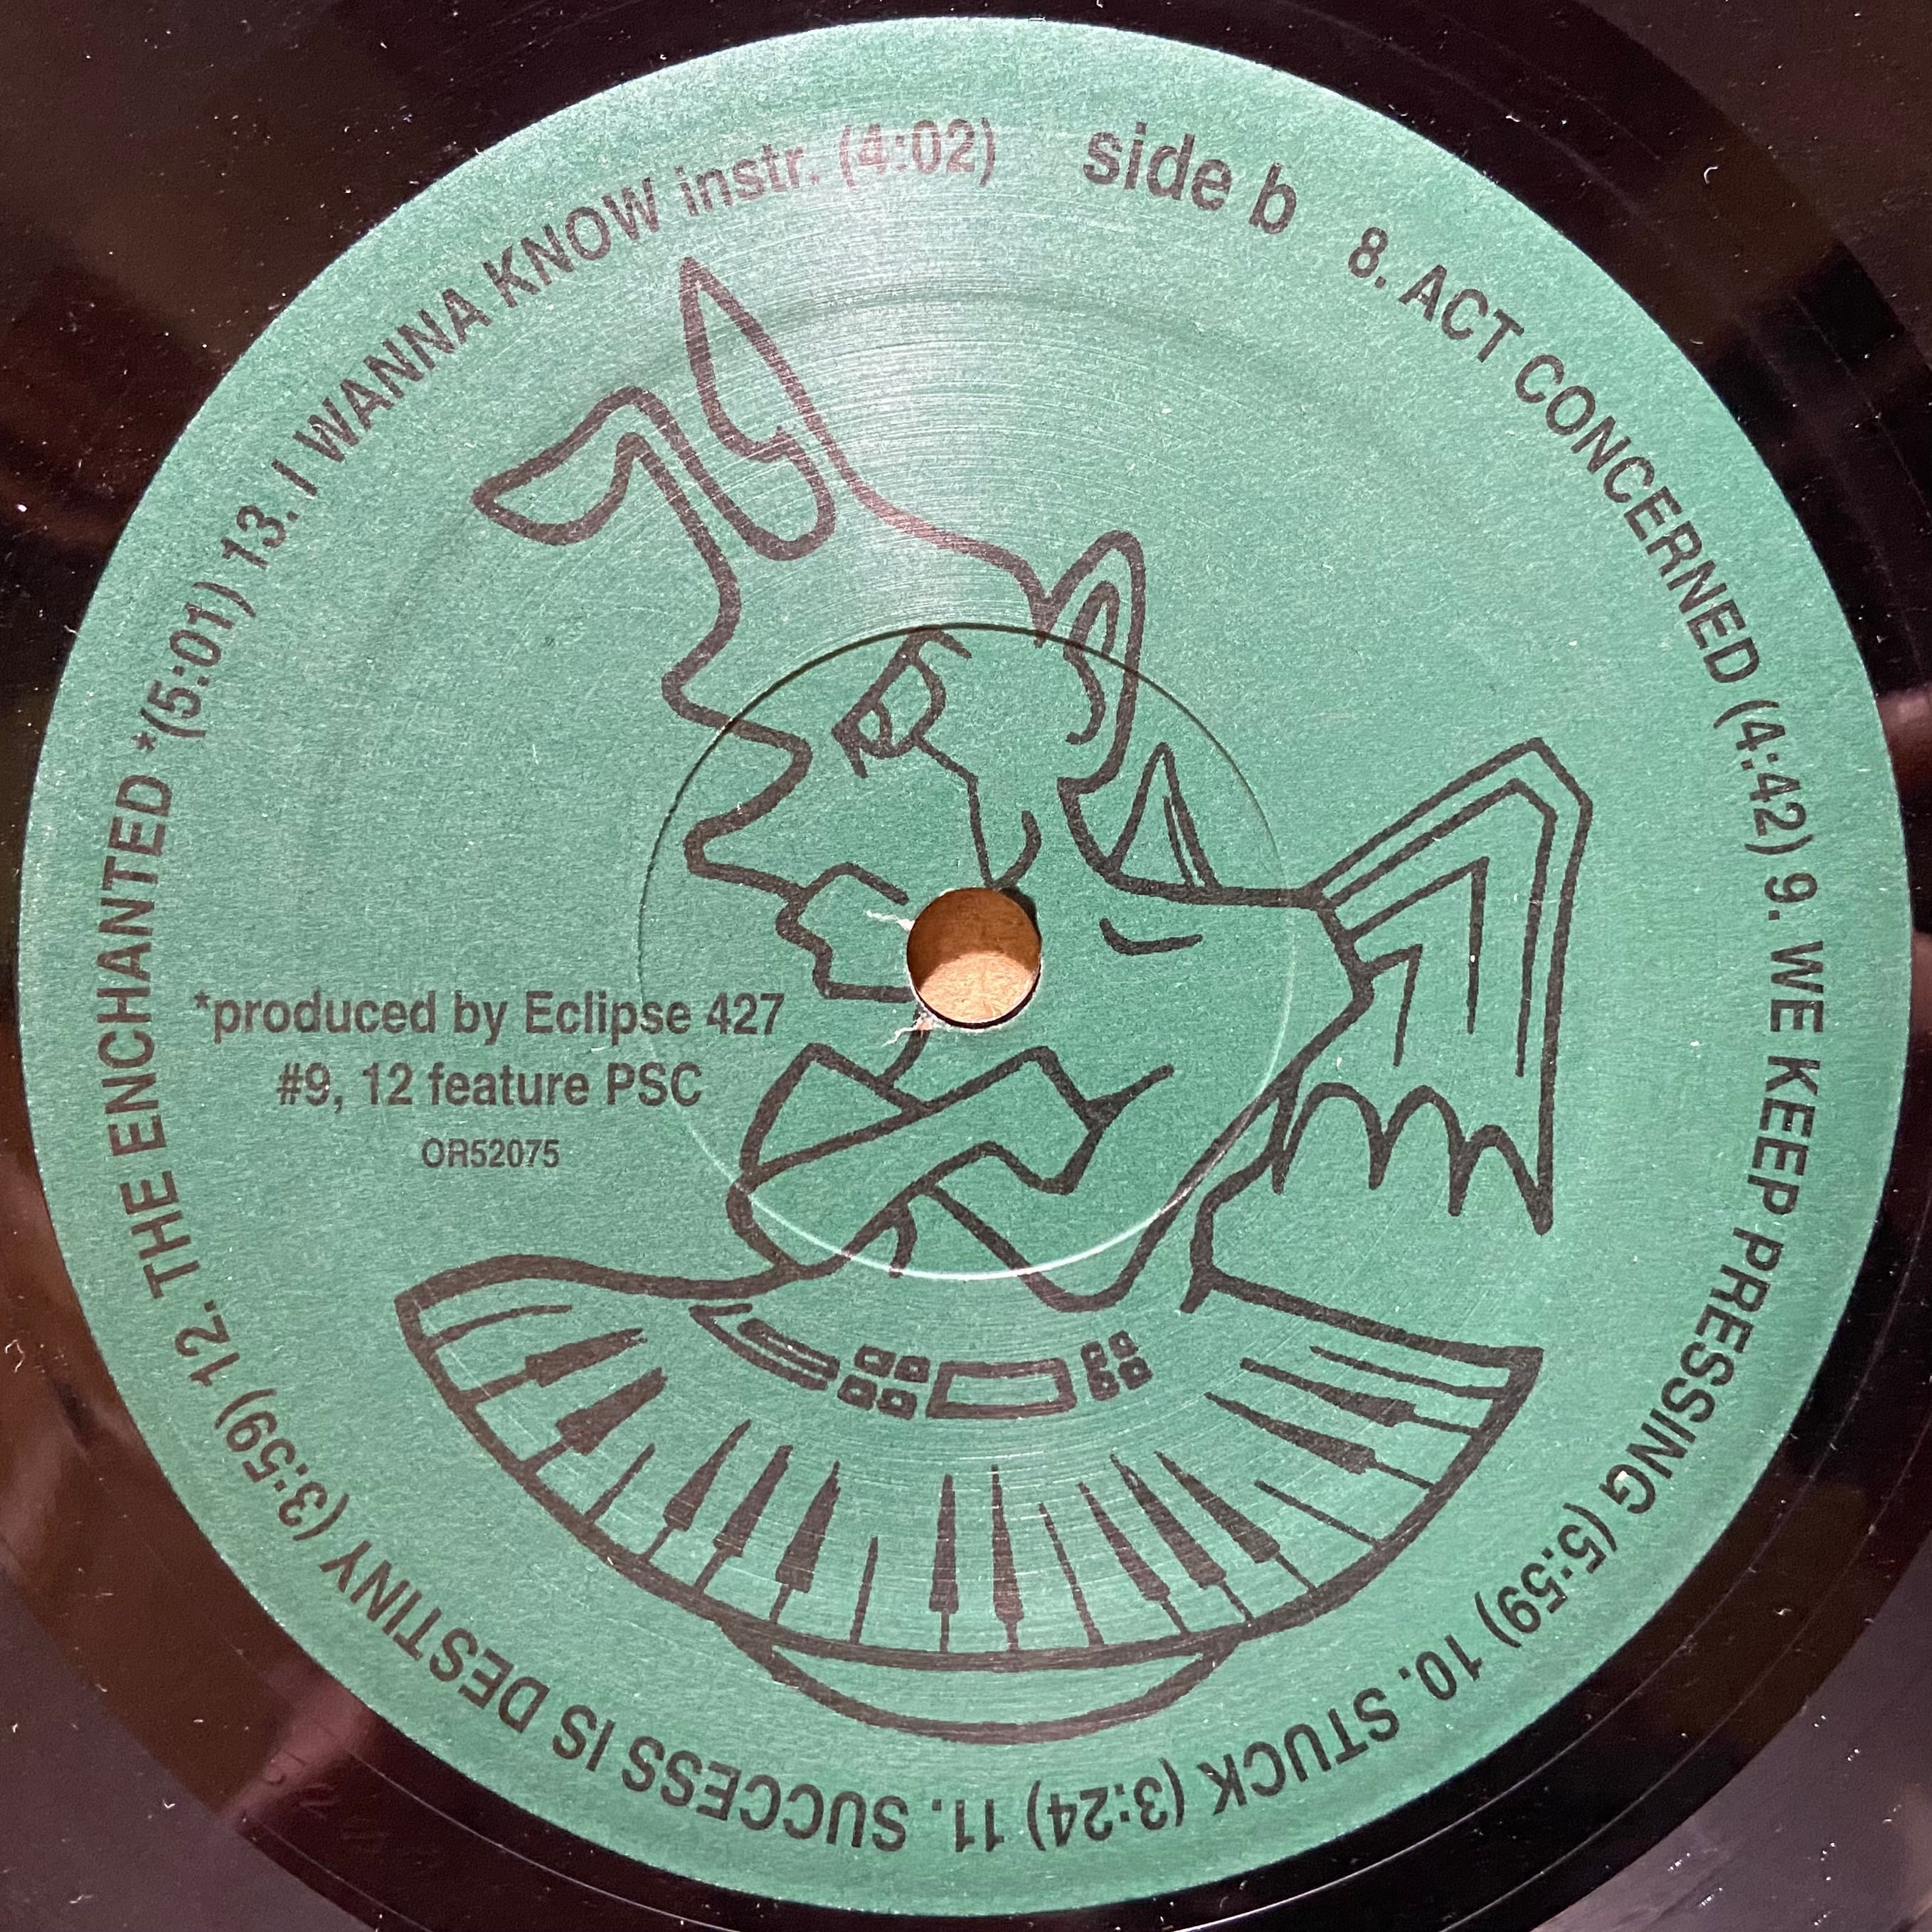 side b
8. ACT CONCERNED (4:42) 9. WE KEEP PRESSING (5:59) 10. STUCK (3:24) 11. SUCCESS IS DESTINY (3:59) 12. THE ENCHANTED *(5:01) 13. I WANNA KNOW instr. (4:02)
*produced by Eclipse 427
#9, 12 feature PSC
OR52075